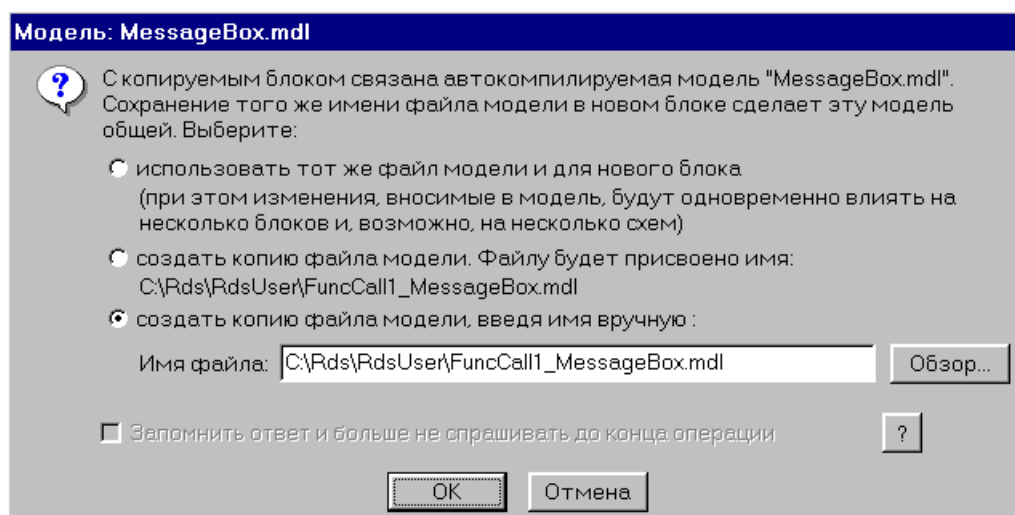 Модель: MessageBox.mdl
?
С копируемым блоком связана автокомпилируемая модель "MessageBox.mdl".
Сохранение того же имени файла модели в новом блоке сделает эту модель
общей. Выберите:
использовать тот же файл модели и для нового блока
(при этом изменения, вносимые в модель, будут одновременно влиять на
несколько блоков и, возможно, на несколько схем)
создать копию файла модели. Файлу будет присвоено имя:
C:\Rds\RdsUser\FuncCall1_MessageBox.mdl
создать копию файла модели, введя имя вручную :
Имя файла: C:\Rds\RdsUser\FuncCall1_MessageBox.mdl Обзор...
Запомнить ответ и больше не спрашивать до конца операции ?
OK Отмена